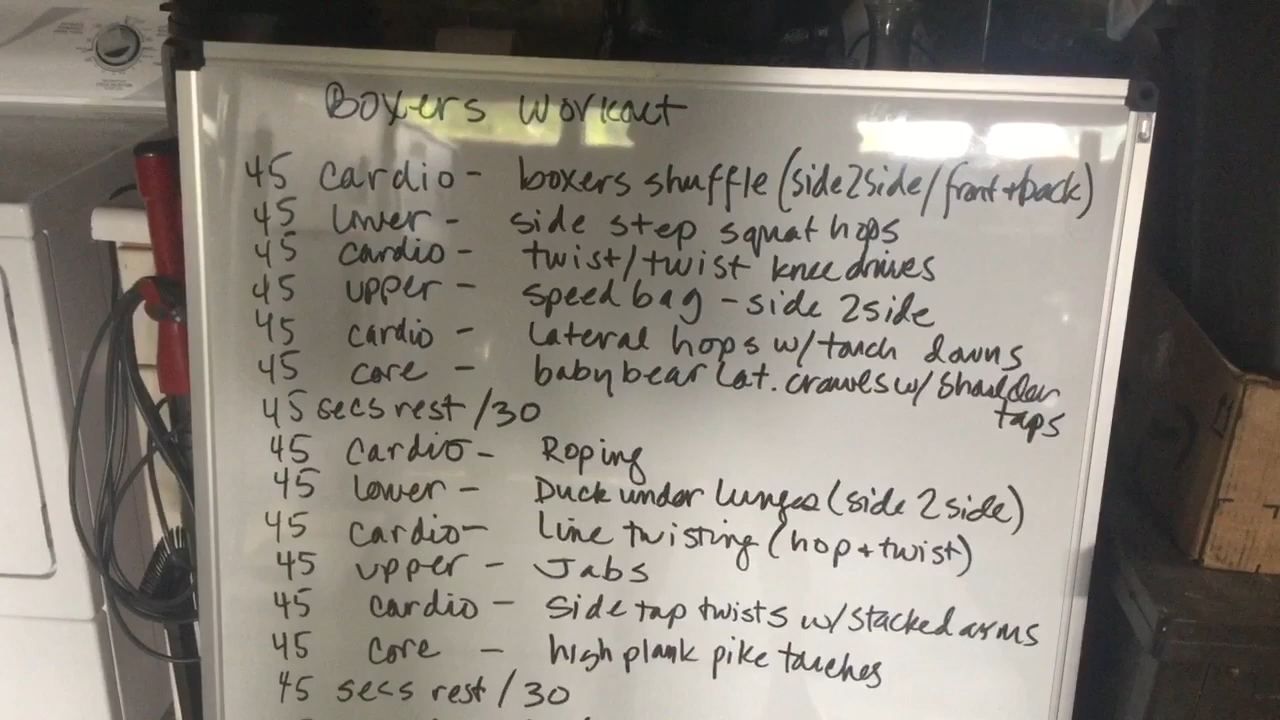 Boxers Workout
45 cardio - boxers shuffle (side2side/front+back)
45 lower - side step squat hops
45 cardio - twist/twist knee drives
45 upper - speed bag - side 2side
45 cardio - Lateral hops w/touch downs
45 core - baby bear Lat. crawls w/ shoulder
taps
45 secs rest /30
45 cardio - Roping
45 lower - Duck under lunges (side 2side)
45 cardio - Line twisting (hop + twist)
45 upper - Jabs
45 cardio - side tap twists w/stacked arms
45 core - high plank pike touches
45 secs rest /30